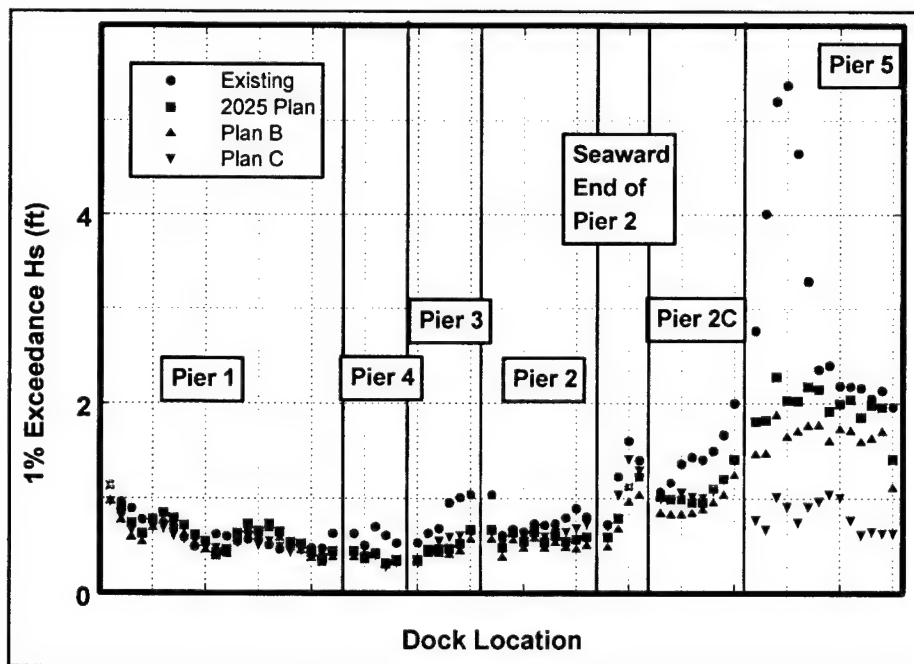 Existing
2025 Plan
Plan B
Plan C
Pier 5
Seaward
End of
Pier 2
Pier 3
Pier 2C
Pier 1
Pier 4
Pier 2
4
2
0
1% Exceedance Hs (ft)
Dock Location